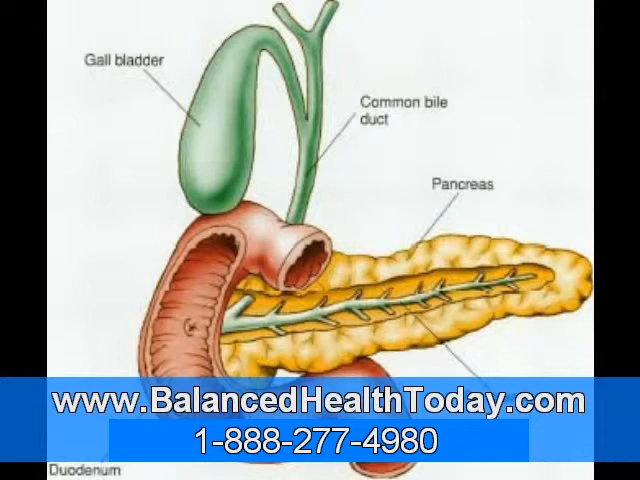 Gall bladder
Common bile
duct
Pancreas
www.BalancedHealthToday.com
1-888-277-4980
Duodenum